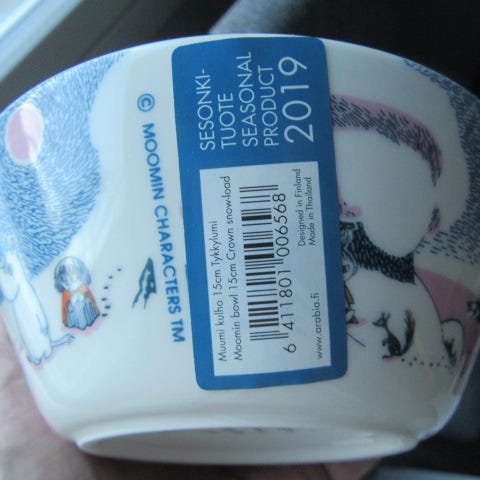 © MOOMIN CHARACTERS TM
SESONKI-
TUOTE
SEASONAL
PRODUCT
2019
Muumi kulho 15cm Tykkylumi
Moomin bowl 15cm Crown snow-load
6 411801 006568
Designed in Finland
Made in Thailand
www.arabia.fi